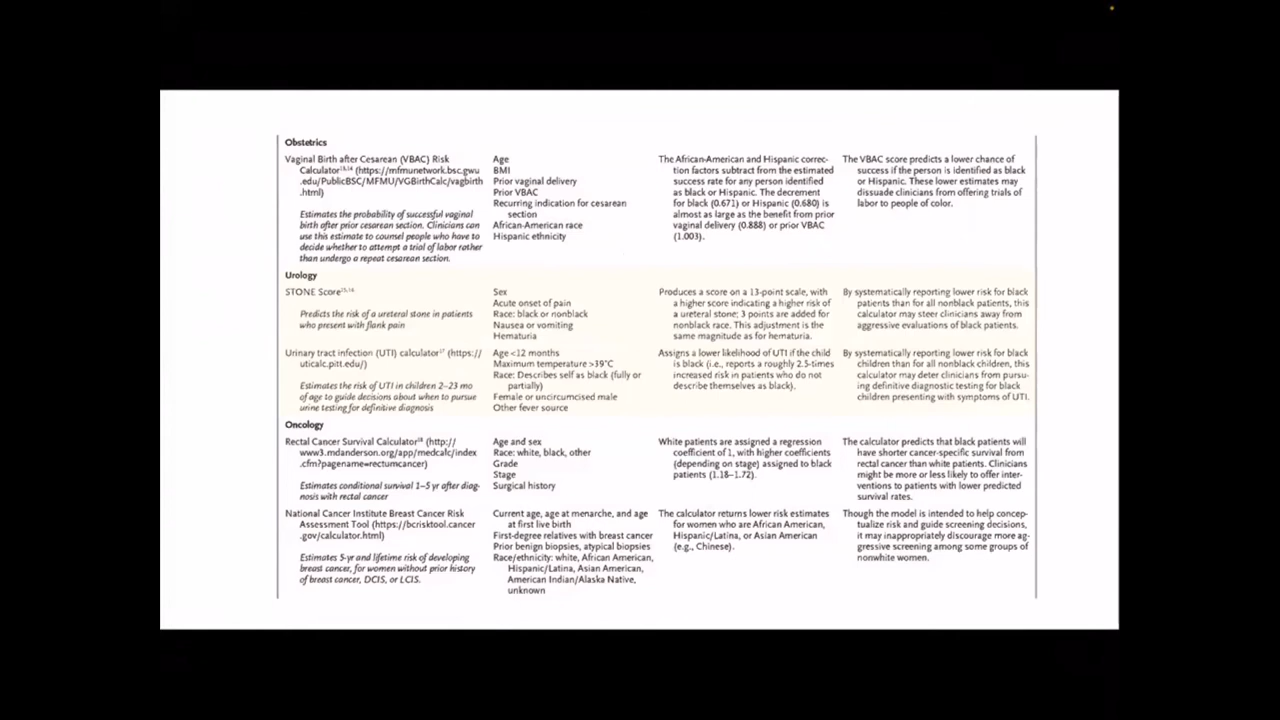 Obstetrics
Vaginal Birth after Cesarean (VBAC) Risk
Calculator13,14 (https://mfmunetwork.bsc.gwu
.edu/PublicBSC/MFMU/VGBirthCalc/vagbirth
.html)
Estimates the probability of successful vaginal
birth after prior cesarean section. Clinicians can
use this estimate to counsel people who have to
decide whether to attempt a trial of labor rather
than undergo a repeat cesarean section.
Age
BMI
Prior vaginal delivery
Prior VBAC
Recurring indication for cesarean
section
African-American race
Hispanic ethnicity
The African-American and Hispanic correc-
tion factors subtract from the estimated
success rate for any person identified
as black or Hispanic. The decrement
for black (0.671) or Hispanic (0.680) is
almost as large as the benefit from prior
vaginal delivery (0.888) or prior VBAC
(1.003).
The VBAC score predicts a lower chance of
success if the person is identified as black
or Hispanic. These lower estimates may
dissuade clinicians from offering trials of
labor to people of color.
Urology
STONE Score15,16
Predicts the risk of a ureteral stone in patients
who present with flank pain
Sex
Acute onset of pain
Race: black or nonblack
Nausea or vomiting
Hematuria
Produces a score on a 13-point scale, with
a higher score indicating a higher risk of
a ureteral stone; 3 points are added for
nonblack race. This adjustment is the
same magnitude as for hematuria.
By systematically reporting lower risk for black
patients than for all nonblack patients, this
calculator may steer clinicians away from
aggressive evaluations of black patients.
Urinary tract infection (UTI) calculator17 (https://
uticalc.pitt.edu/)
Estimates the risk of UTI in children 2–23 mo
of age to guide decisions about when to pursue
urine testing for definitive diagnosis
Age <12 months
Maximum temperature >39°C
Race: Describes self as black (fully or
partially)
Female or uncircumcised male
Other fever source
Assigns a lower likelihood of UTI if the child
is black (i.e., reports a roughly 2.5-times
increased risk in patients who do not
describe themselves as black).
By systematically reporting lower risk for black
children than for all nonblack children, this
calculator may deter clinicians from pursu-
ing definitive diagnostic testing for black
children presenting with symptoms of UTI.
Oncology
Rectal Cancer Survival Calculator18 (http://
www3.mdanderson.org/app/medcalc/index
.cfm?pagename=rectumcancer)
Estimates conditional survival 1–5 yr after diag-
nosis with rectal cancer
Age and sex
Race: white, black, other
Grade
Stage
Surgical history
White patients are assigned a regression
coefficient of 1, with higher coefficients
(depending on stage) assigned to black
patients (1.18–1.72).
The calculator predicts that black patients will
have shorter cancer-specific survival from
rectal cancer than white patients. Clinicians
might be more or less likely to offer inter-
ventions to patients with lower predicted
survival rates.
National Cancer Institute Breast Cancer Risk
Assessment Tool (https://bcrisktool.cancer
.gov/calculator.html)
Estimates 5-yr and lifetime risk of developing
breast cancer, for women without prior history
of breast cancer, DCIS, or LCIS.
Current age, age at menarche, and age
at first live birth
First-degree relatives with breast cancer
Prior benign biopsies, atypical biopsies
Race/ethnicity: white, African American,
Hispanic/Latina, Asian American,
American Indian/Alaska Native,
unknown
The calculator returns lower risk estimates
for women who are African American,
Hispanic/Latina, or Asian American
(e.g., Chinese).
Though the model is intended to help concep-
tualize risk and guide screening decisions,
it may inappropriately discourage more ag-
gressive screening among some groups of
nonwhite women.